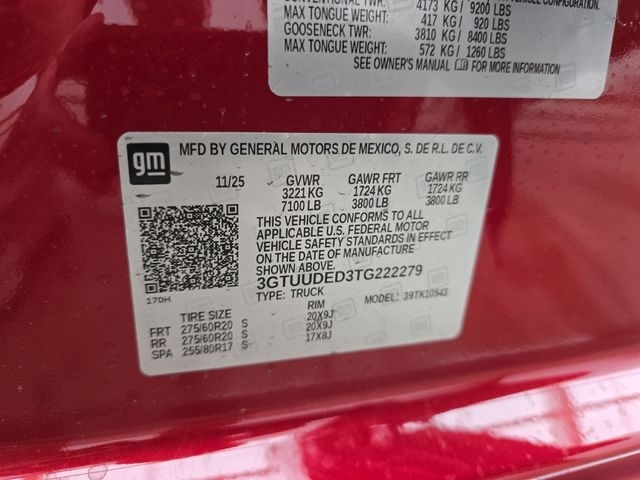 CONVENTIONAL TWR: 4173 KG/ 9200 LBS
MAX TONGUE WEIGHT: 417 KG/ 920 LBS
GOOSENECK TWR: 3810 KG/ 8400 LBS
MAX TONGUE WEIGHT: 572 KG/ 1260 LBS
SEE OWNER'S MANUAL FOR MORE INFORMATION
gm MFD BY GENERAL MOTORS DE MEXICO, S. DE R.L. DE C.V.
11/25 GVWR GAWR FRT GAWR RR
3221 KG 1724 KG 1724 KG
7100 LB 3800 LB 3800 LB
THIS VEHICLE CONFORMS TO ALL
APPLICABLE U.S. FEDERAL MOTOR
VEHICLE SAFETY STANDARDS IN EFFECT
ON THE DATE OF MANUFACTURE
SHOWN ABOVE.
3GTUUDED3TG222279
170H TYPE: TRUCK MODEL: 39TK10543
TIRE SIZE RIM
FRT 275/60R20 S 20X9J
RR 275/60R20 S 20X9J
SPA 255/80R17 S 17X8J